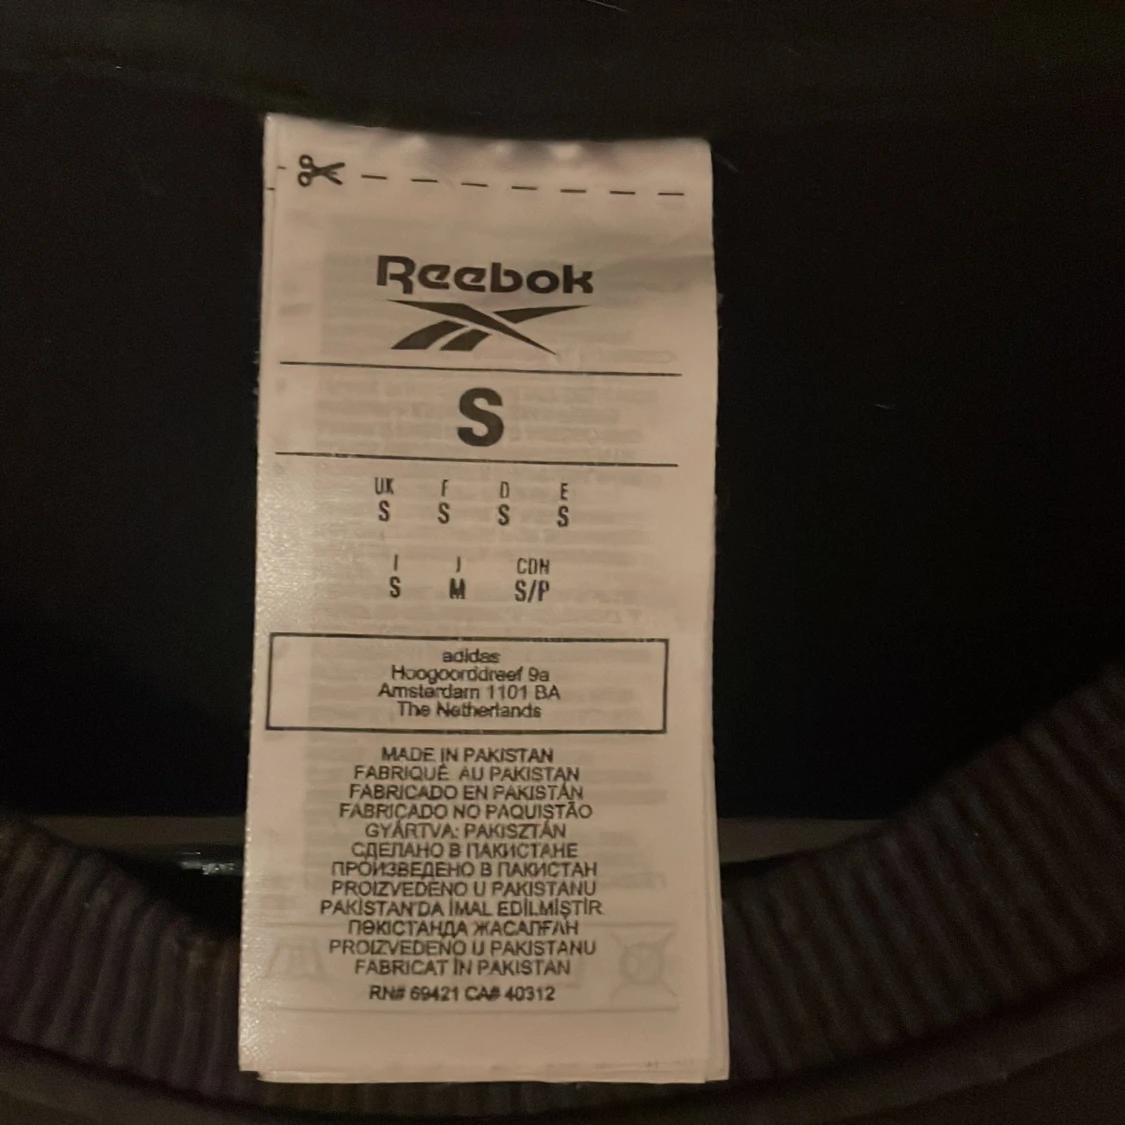 Reebok
S
UK F D E
S S S S
I J CDN
S M S/P
adidas
Hoogoorddreef 9a
Amsterdam 1101 BA
The Netherlands
MADE IN PAKISTAN
FABRIQUÉ AU PAKISTAN
FABRICADO EN PAKISTÁN
FABRICADO NO PAQUISTÃO
GYÁRTVA: PAKISZTÁN
СДЕЛАНО В ПАКИСТАНЕ
ПРОИЗВЕДЕНО В ПАКИСТАН
PROIZVEDENO U PAKISTANU
PAKİSTAN'DA İMAL EDİLMİŞTİR
ПӘКІСТАНДА ЖАСАЛҒАН
PROIZVEDENO U PAKISTANU
FABRICAT ÎN PAKISTAN
RN# 69421 CA# 40312